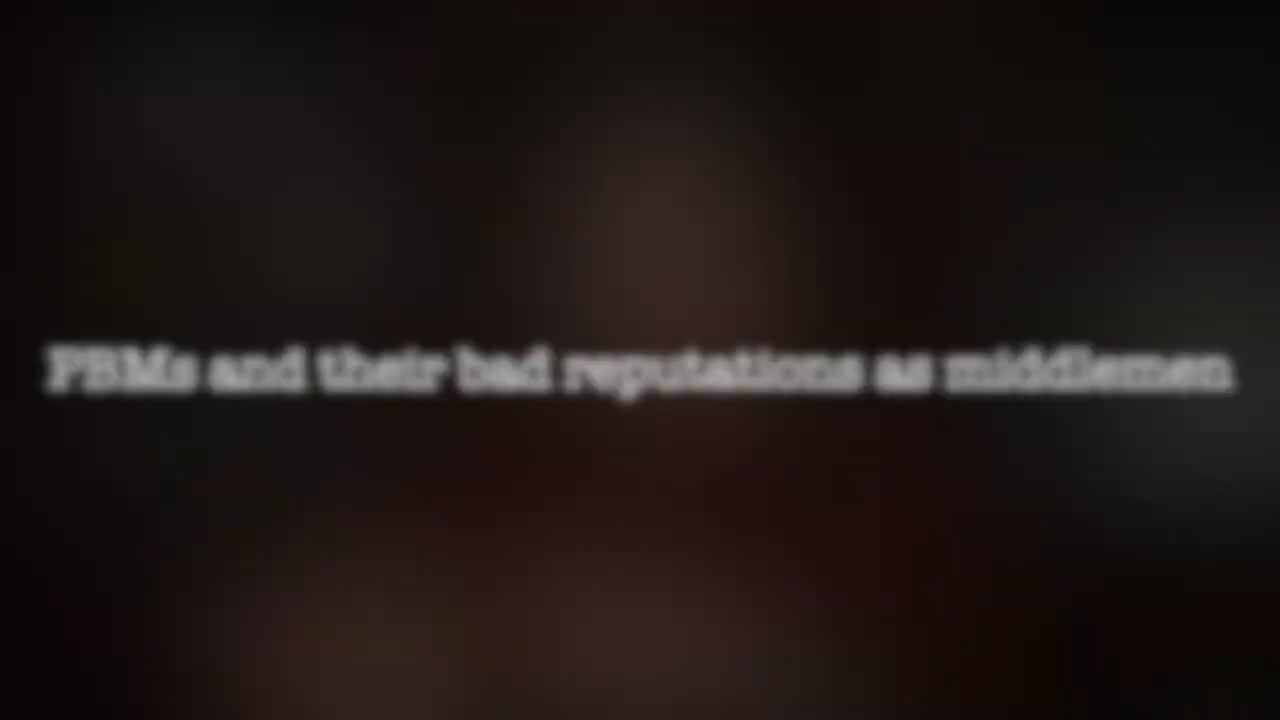 PBMs and their bad reputations as middlemen